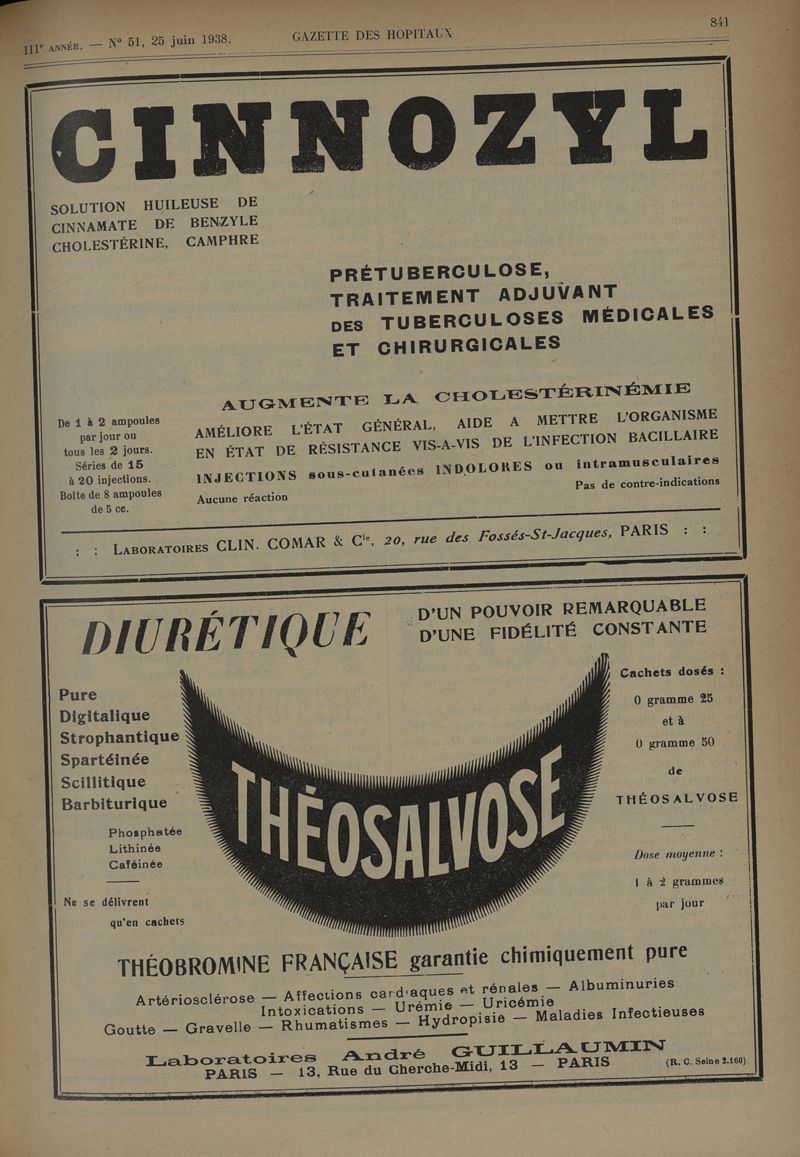 111e ANNÉE. — N° 51, 25 juin 1938.
GAZETTE DES HOPITAUX
841
CINNOZYL
SOLUTION HUILEUSE DE
CINNAMATE DE BENZYLE
CHOLESTÉRINE, CAMPHRE
PRÉTUBERCULOSE,
TRAITEMENT ADJUVANT
DES TUBERCULOSES MÉDICALES
ET CHIRURGICALES
De 1 à 2 ampoules
par jour ou
tous les 2 jours.
Séries de 15
à 20 injections.
Boîte de 8 ampoules
de 5 cc.
AUGMENTE LA CHOLESTÉRINÉMIE
AMÉLIORE L'ÉTAT GÉNÉRAL, AIDE A METTRE L'ORGANISME
EN ÉTAT DE RÉSISTANCE VIS-A-VIS DE L'INFECTION BACILLAIRE
INJECTIONS sous-cutanées INDOLORES ou intramusculaires
Aucune réaction
Pas de contre-indications
: : LABORATOIRES CLIN. COMAR & Cie, 20, rue des Fossés-St-Jacques, PARIS : :
DIURÉTIQUE
D'UN POUVOIR REMARQUABLE
D'UNE FIDÉLITÉ CONSTANTE
Pure
Digitalique
Strophantique
Spartéinée
Scillitique
Barbiturique
Phosphatée
Lithinée
Caféinée
Ne se délivrent
qu'en cachets
THÉOSALVOSE
Cachets dosés :
0 gramme 25
et à
0 gramme 50
de
THÉOSALVOSE
Dose moyenne :
1 à 2 grammes
par jour
THÉOBROMINE FRANÇAISE garantie chimiquement pure
Artériosclérose — Affections cardiaques et rénales — Albuminuries
Intoxications — Urémie — Uricémie
Goutte — Gravelle — Rhumatismes — Hydropisie — Maladies Infectieuses
Laboratoires André GUILLAUMIN
PARIS — 13, Rue du Cherche-Midi, 13 — PARIS
(R. C. Seine 2.160)